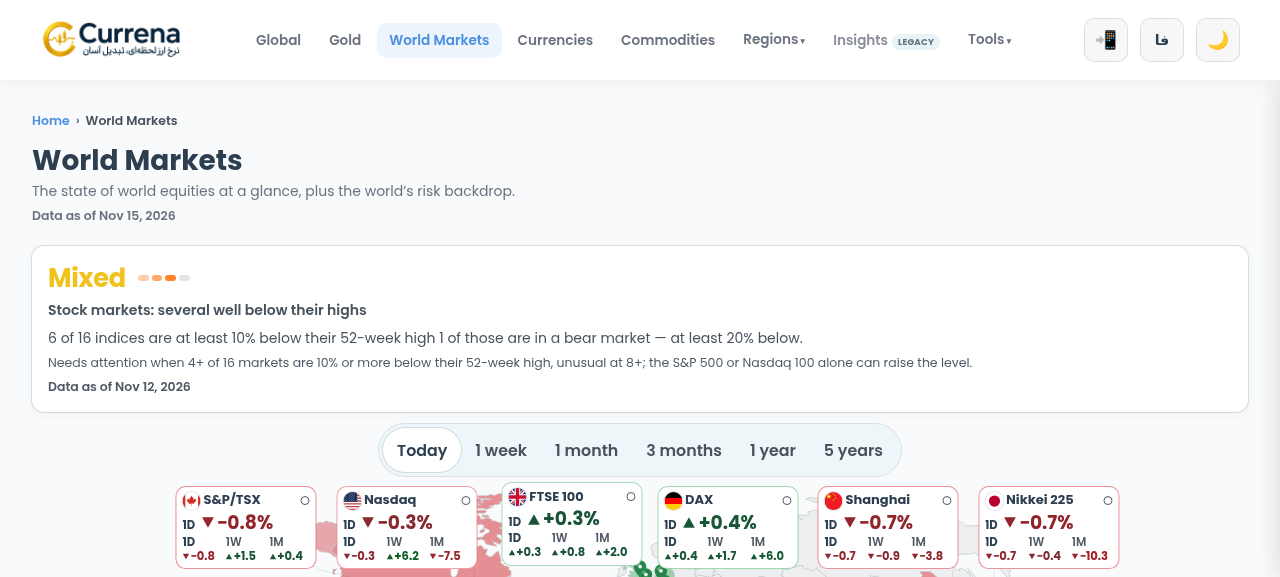 Currena
نرخ ارز لحظه‌ای، تبدیل آسان
Global Gold World Markets Currencies Commodities Regions ▾ Insights LEGACY Tools ▾
فا
Home › World Markets
World Markets
The state of world equities at a glance, plus the world’s risk backdrop.
Data as of Nov 15, 2026
Mixed
Stock markets: several well below their highs
6 of 16 indices are at least 10% below their 52-week high 1 of those are in a bear market — at least 20% below.
Needs attention when 4+ of 16 markets are 10% or more below their 52-week high, unusual at 8+; the S&P 500 or Nasdaq 100 alone can raise the level.
Data as of Nov 12, 2026
Today 1 week 1 month 3 months 1 year 5 years
S&P/TSX
1D ▼ -0.8%
1D 1W 1M
▼-0.8 ▲+1.5 ▲+0.4
Nasdaq
1D ▼ -0.3%
1D 1W 1M
▼-0.3 ▲+6.2 ▼-7.5
FTSE 100
1D ▲ +0.3%
1D 1W 1M
▲+0.3 ▲+0.8 ▲+2.0
DAX
1D ▲ +0.4%
1D 1W 1M
▲+0.4 ▲+1.7 ▲+6.0
Shanghai
1D ▼ -0.7%
1D 1W 1M
▼-0.7 ▼-0.9 ▼-3.8
Nikkei 225
1D ▼ -0.7%
1D 1W 1M
▼-0.7 ▼-0.4 ▼-10.3